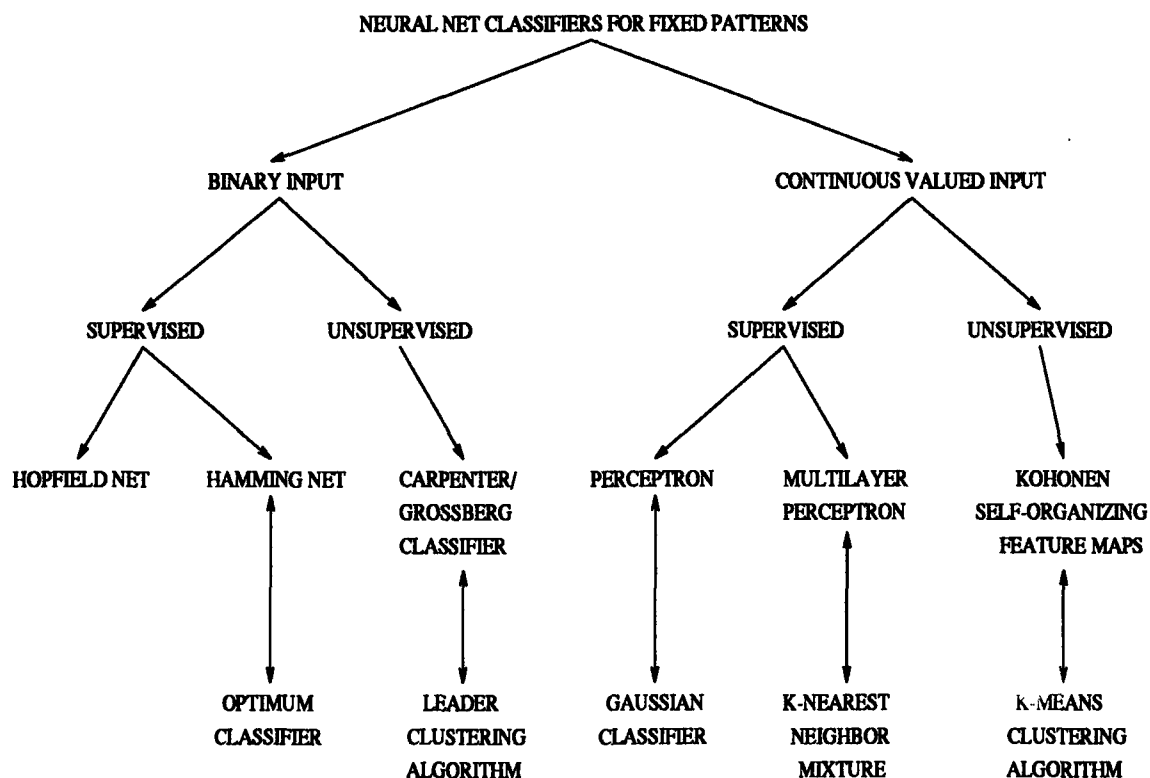 NEURAL NET CLASSIFIERS FOR FIXED PATTERNS
BINARY INPUT
CONTINUOUS VALUED INPUT
SUPERVISED
UNSUPERVISED
SUPERVISED
UNSUPERVISED
HOPFIELD NET
HAMMING NET
CARPENTER/
GROSSBERG
CLASSIFIER
PERCEPTRON
MULTILAYER
PERCEPTRON
KOHONEN
SELF-ORGANIZING
FEATURE MAPS
OPTIMUM
CLASSIFIER
LEADER
CLUSTERING
ALGORITHM
GAUSSIAN
CLASSIFIER
K-NEAREST
NEIGHBOR
MIXTURE
K-MEANS
CLUSTERING
ALGORITHM